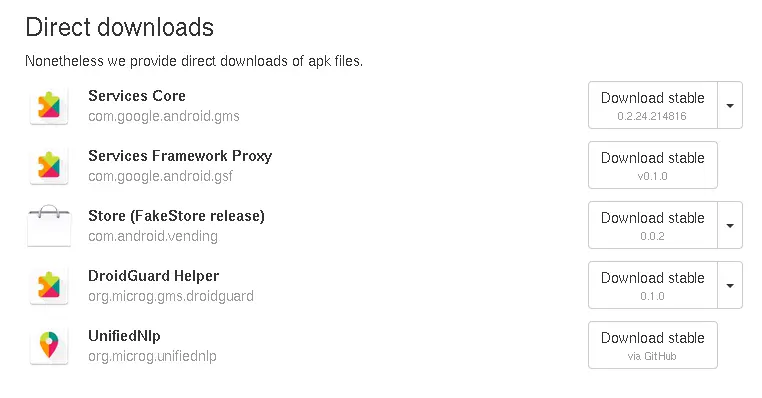 Direct downloads
Nonetheless we provide direct downloads of apk files.
Services Core
com.google.android.gms
Download stable
0.2.24.214816
Services Framework Proxy
com.google.android.gsf
Download stable
v0.1.0
Store (FakeStore release)
com.android.vending
Download stable
0.0.2
DroidGuard Helper
org.microg.gms.droidguard
Download stable
0.1.0
UnifiedNlp
org.microg.unifiednlp
Download stable
via GitHub